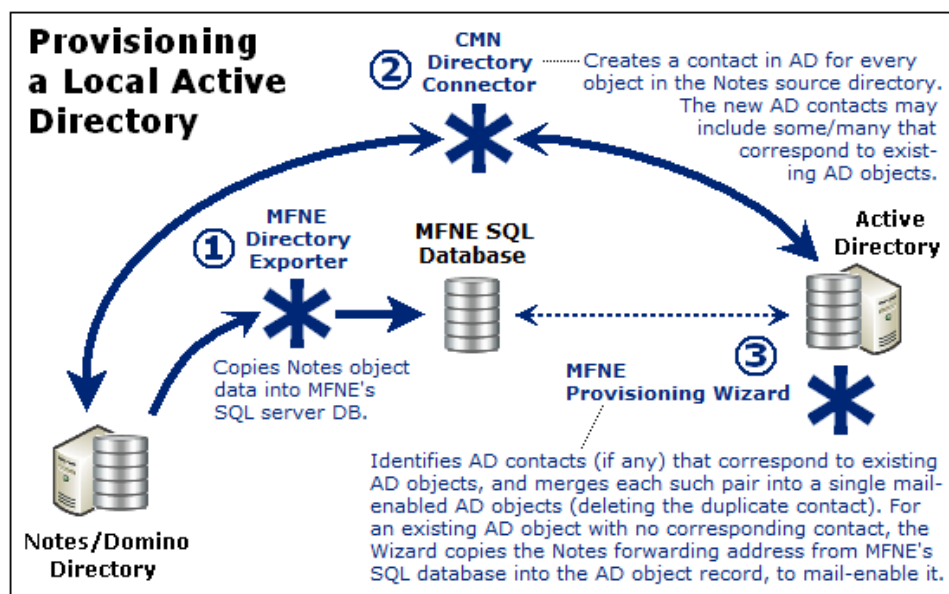 Provisioning
a Local Active
Directory
② CMN
Directory
Connector
Creates a contact in AD for every
object in the Notes source directory.
The new AD contacts may
include some/many that
correspond to exist-
ing AD objects.
① MFNE
Directory
Exporter
MFNE SQL
Database
Active
Directory
Copies Notes object
data into MFNE's
SQL server DB.
③
MFNE
Provisioning Wizard
Identifies AD contacts (if any) that correspond to existing
AD objects, and merges each such pair into a single mail-
enabled AD objects (deleting the duplicate contact). For
an existing AD object with no corresponding contact, the
Wizard copies the Notes forwarding address from MFNE's
SQL database into the AD object record, to mail-enable it.
Notes/Domino
Directory